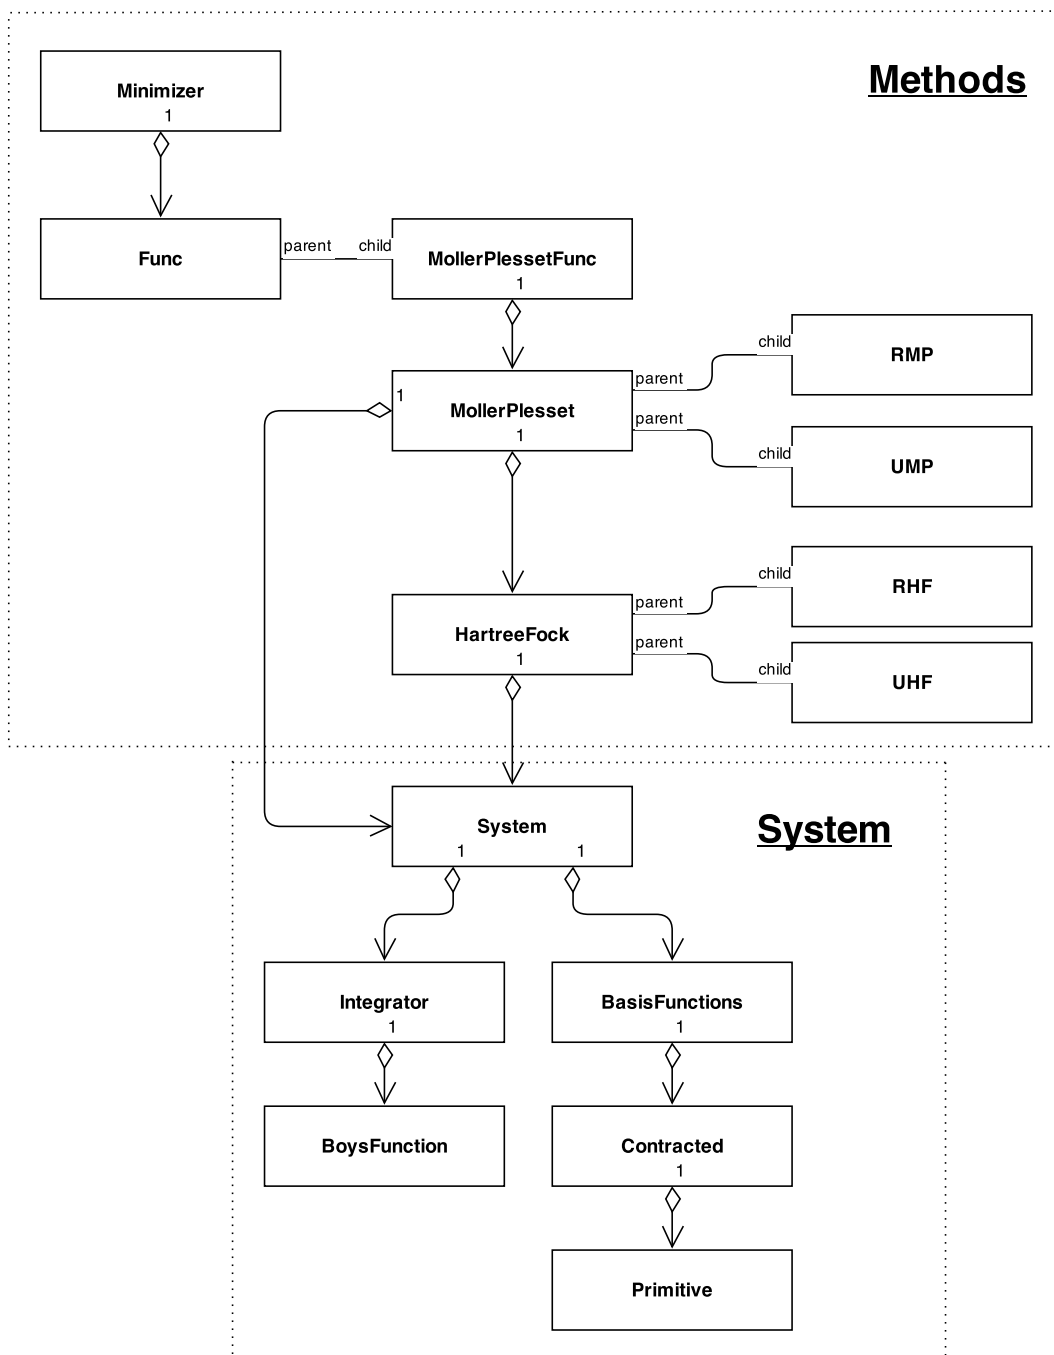 Methods
Minimizer
1
Func
parent
child
MollerPlessetFunc
1
child
RMP
parent
1
MollerPlesset
1
parent
child
UMP
child
RHF
parent
HartreeFock
1
parent
child
UHF
System
System
1
1
Integrator
1
BasisFunctions
1
BoysFunction
Contracted
1
Primitive